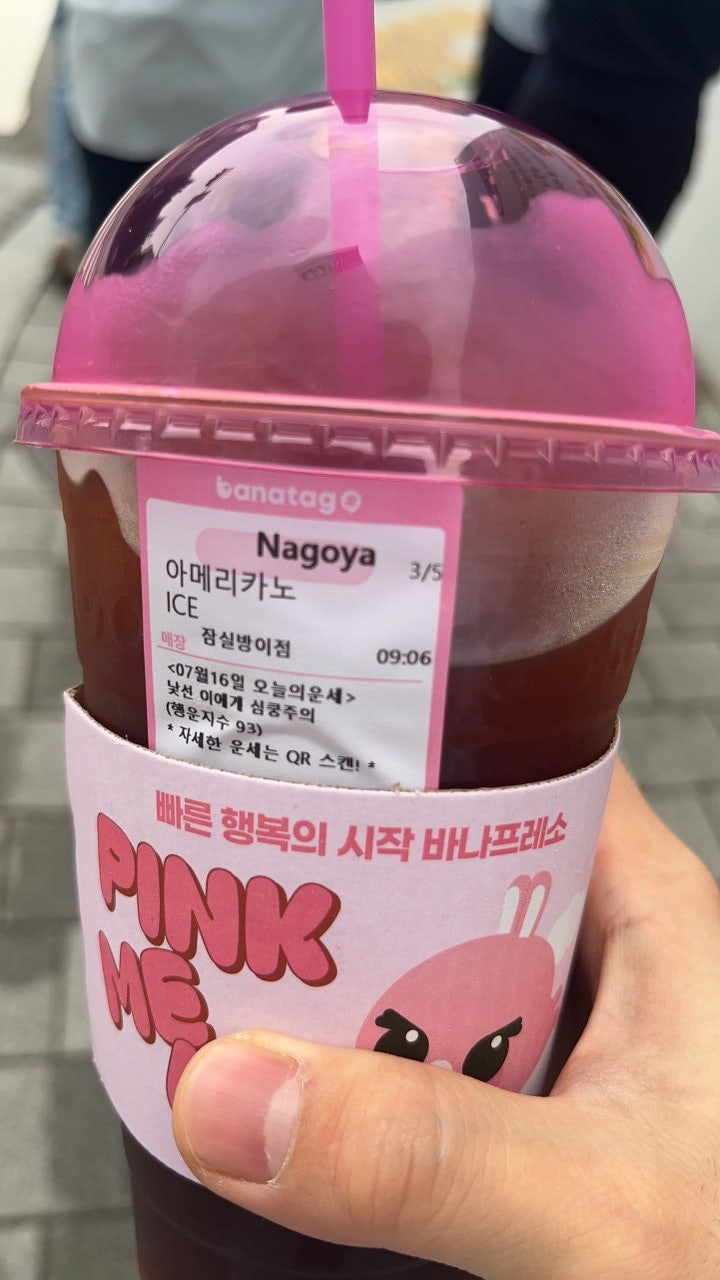 banatag
Nagoya 3/5
아메리카노
ICE
매장 잠실방이점 09:06
<07월16일 오늘의운세>
낯선 이에게 심쿵주의
(행운지수 93)
* 자세한 운세는 QR 스캔! *
빠른 행복의 시작 바나프레소
PINK
ME